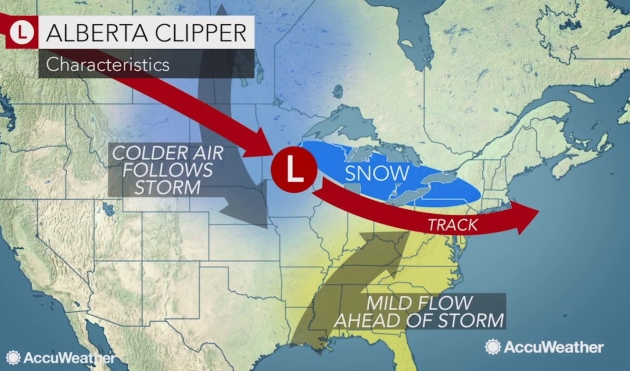 L ALBERTA CLIPPER
Characteristics
COLDER AIR
FOLLOWS
STORM
L
SNOW
TRACK
MILD FLOW
AHEAD OF STORM
AccuWeather
AccuWeather